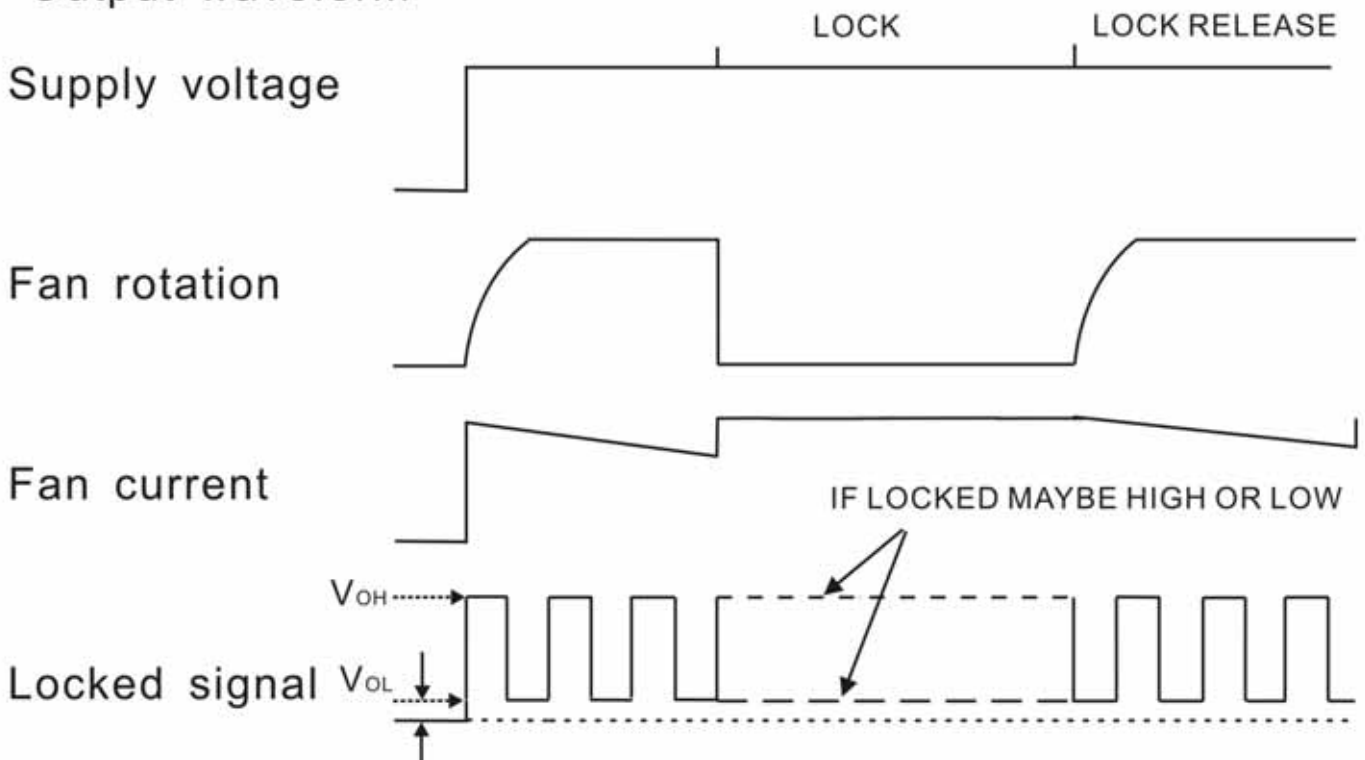 LOCK
LOCK RELEASE
Supply voltage
Fan rotation
Fan current
IF LOCKED MAYBE HIGH OR LOW
VOH
Locked signal
VOL